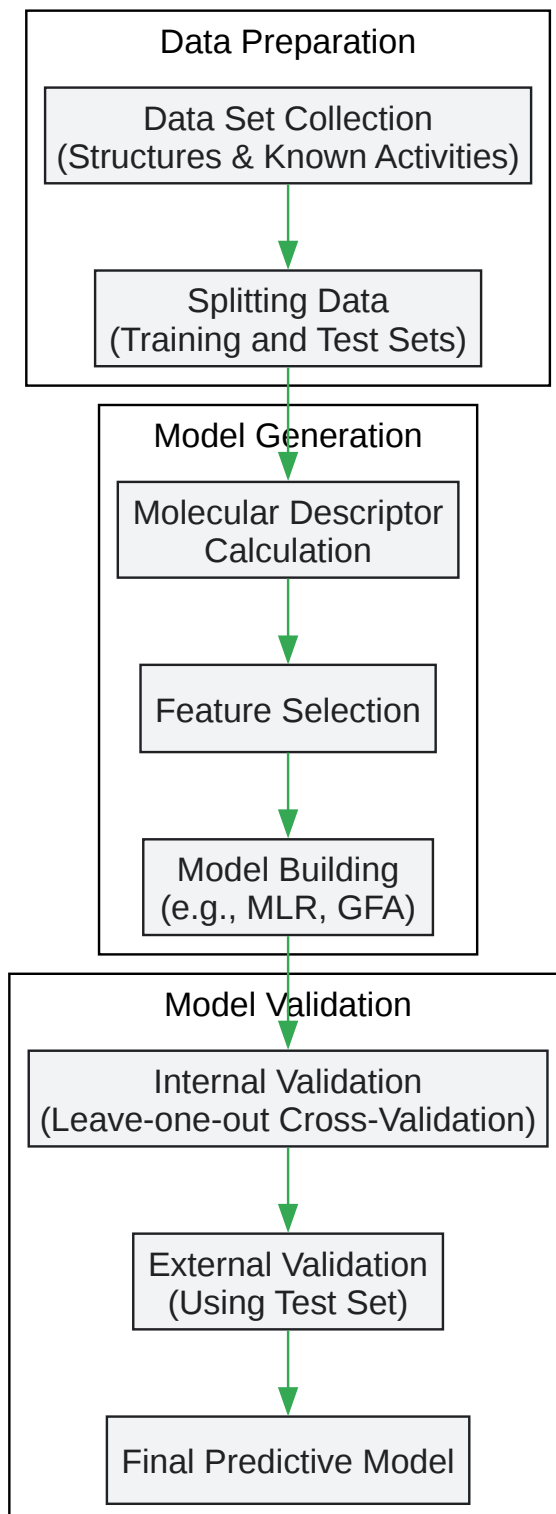 Data Preparation
Data Set Collection
(Structures & Known Activities)
Splitting Data
(Training and Test Sets)
Model Generation
Molecular Descriptor
Calculation
Feature Selection
Model Building
(e.g., MLR, GFA)
Model Validation
Internal Validation
(Leave-one-out Cross-Validation)
External Validation
(Using Test Set)
Final Predictive Model